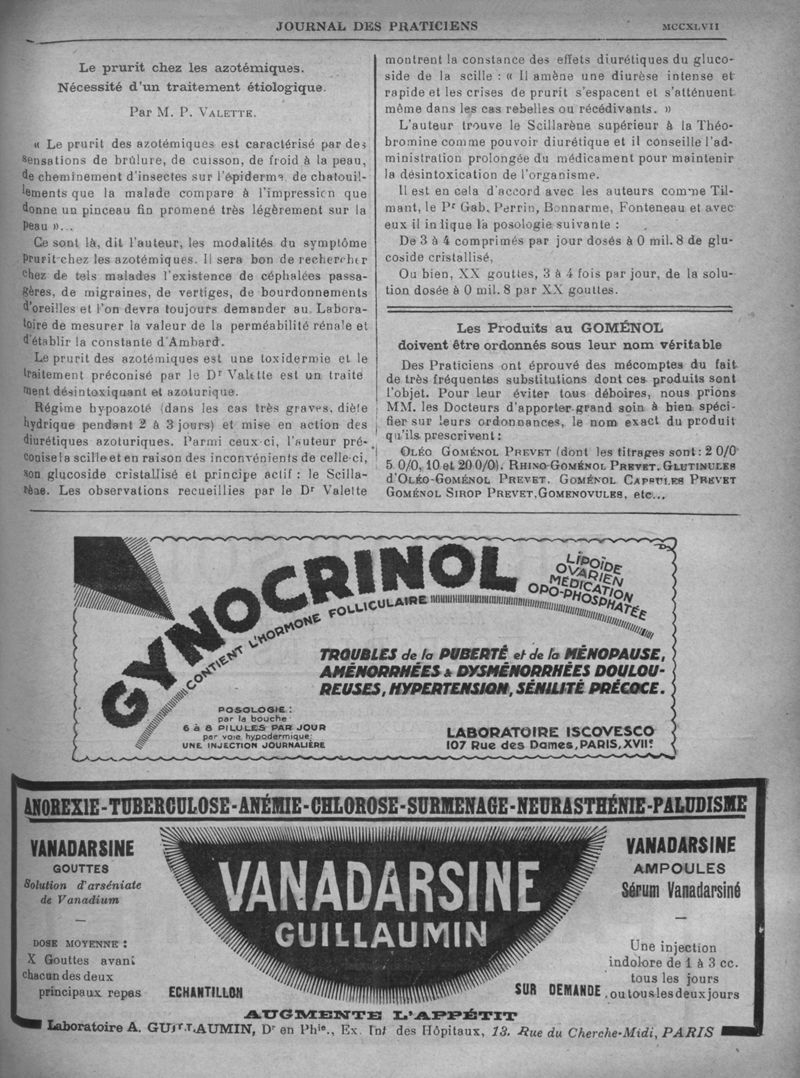 JOURNAL DES PRATICIENS
MCCXLVII
Le prurit chez les azotémiques.
Nécessité d'un traitement étiologique.
Par M. P. VALETTE.
« Le prurit des azotémiques est caractérisé par des
sensations de brûlure, de cuisson, de froid à la peau,
de cheminement d'insectes sur l'épiderme, de chatouil-
lements que la malade compare à l'impression que
donne un pinceau fin promené très légèrement sur la
peau »...
Ce sont là, dit l'auteur, les modalités du symptôme
prurit chez les azotémiques. Il sera bon de rechercher
chez de tels malades l'existence de céphalées passa-
gères, de migraines, de vertiges, de bourdonnements
d'oreilles et l'on devra toujours demander au. Labora-
toire de mesurer la valeur de la perméabilité rénale et
d'établir la constante d'Ambard.
Le prurit des azotémiques est une toxidermie et le
traitement préconisé par le Dr Valette est un traite
ment désintoxiquant et azoturique.
Régime hypoazoté (dans les cas très graves, diète
hydrique pendant 2 à 3 jours) et mise en action des
diurétiques azoturiques. Parmi ceux-ci, l'auteur pré-
conise la scille et en raison des inconvénients de celle-ci,
son glucoside cristallisé et principe actif : le Scilla-
rène. Les observations recueillies par le Dr Valette
montrent la constance des effets diurétiques du gluco-
side de la scille : « Il amène une diurèse intense et
rapide et les crises de prurit s'espacent et s'atténuent
même dans les cas rebelles ou récédivants. »
L'auteur trouve le Scillarène supérieur à la Théo-
bromine comme pouvoir diurétique et il conseille l'ad-
ministration prolongée du médicament pour maintenir
la désintoxication de l'organisme.
Il est en cela d'accord avec les auteurs comme Til-
mant, le Pr Gab. Perrin, Bonnarme, Fonteneau et avec
eux il indique la posologie suivante :
De 3 à 4 comprimés par jour dosés à 0 mil. 8 de glu-
coside cristallisé,
Ou bien, XX gouttes, 3 à 4 fois par jour, de la solu-
tion dosée à 0 mil. 8 par XX gouttes.
Les Produits au GOMÉNOL
doivent être ordonnés sous leur nom véritable
Des Praticiens ont éprouvé des mécomptes du fait
de très fréquentes substitutions dont ces produits sont
l'objet. Pour leur éviter tous déboires, nous prions
MM. les Docteurs d'apporter grand soin à bien spéci-
fier sur leurs ordonnances, le nom exact du produit
qu'ils prescrivent :
OLÉO GOMÉNOL PREVET (dont les titrages sont : 2 0/0
5 0/0, 10 et 20 0/0). RHINO-GOMÉNOL PREVET. GLUTINULES
d'OLÉO-GOMÉNOL PREVET. GOMÉNOL CAPSULES PREVET
GOMÉNOL SIROP PREVET, GOMENOVULES, etc...
GYNOCRINOL
LIPOÏDE
OVARIEN
MEDICATION
OPO-PHOSPHATÉE
CONTIENT L'HORMONE FOLLICULAIRE
TROUBLES de la PUBERTÉ et de la MÉNOPAUSE,
AMÉNORRHÉES & DYSMÉNORRHÉES DOULOU-
REUSES, HYPERTENSION, SÉNILITÉ PRÉCOCE.
POSOLOGIE :
par la bouche
6 à 8 PILULES PAR JOUR
par voie hypodermique:
UNE INJECTION JOURNALIÈRE
LABORATOIRE ISCOVESCO
107 Rue des Dames, PARIS, XVIIe
ANOREXIE-TUBERCULOSE-ANÉMIE-CHLOROSE-SURMENAGE-NEURASTHÉNIE-PALUDISME
VANADARSINE
GOUTTES
Solution d'arséniate
de Vanadium
DOSE MOYENNE :
X Gouttes avant
chacun des deux
principaux repas
VANADARSINE
GUILLAUMIN
ECHANTILLON
SUR DEMANDE
VANADARSINE
AMPOULES
Sérum Vanadarsiné
Une injection
indolore de 1 à 3 cc.
tous les jours
ou tous les deux jours
AUGMENTE L'APPÉTIT
Laboratoire A. GUILLAUMIN, Dr en Phie., Ex. Int des Hôpitaux, 13. Rue du Cherche-Midi, PARIS